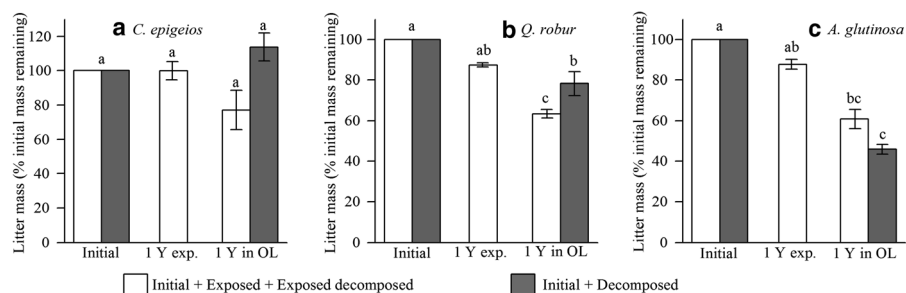 a C. epigeios
Litter mass (% initial mass remaining)
120
100
80
60
40
20
0
a
a
a
a
Initial
1 Y exp.
1 Y in OL
b Q. robur
Litter mass (% initial mass remaining)
100
80
60
40
20
0
a
ab
c
b
Initial
1 Y exp.
1 Y in OL
c A. glutinosa
Litter mass (% initial mass remaining)
100
80
60
40
20
0
a
ab
bc
c
Initial
1 Y exp.
1 Y in OL
Initial + Exposed + Exposed decomposed
Initial + Decomposed